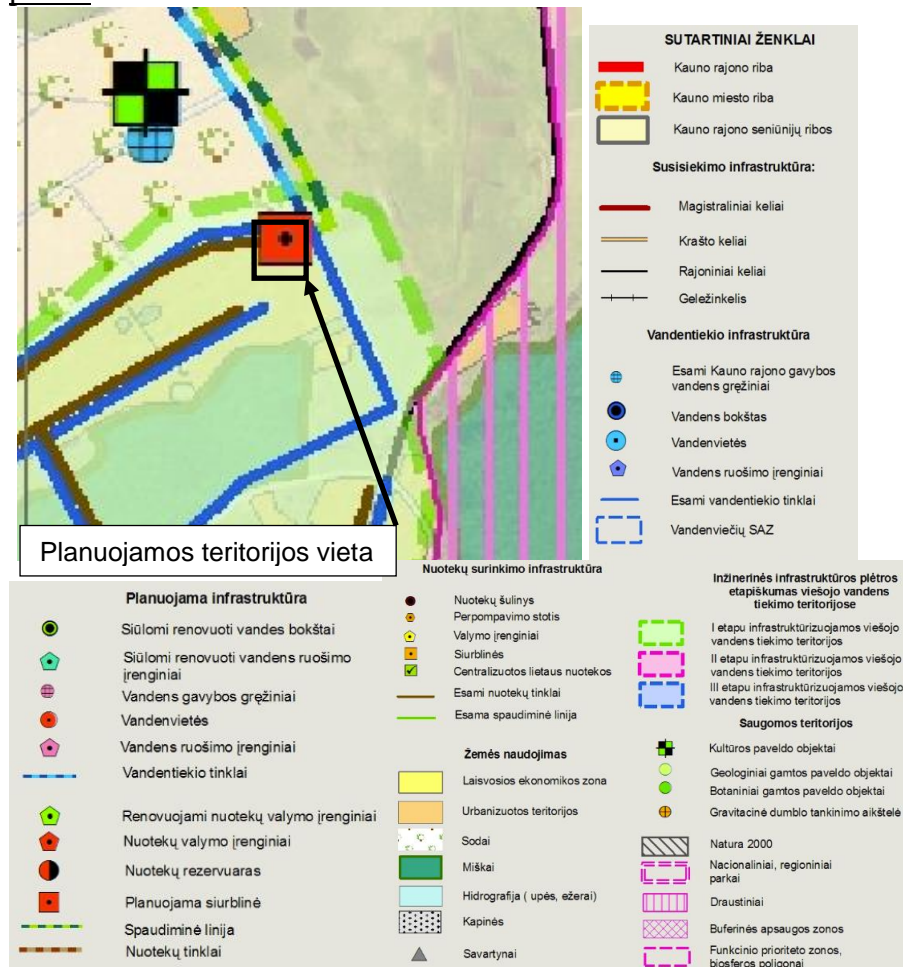 SUTARTINIAI ŽENKLAI
Kauno rajono riba
Kauno miesto riba
Kauno rajono seniūnijų ribos
Susisiekimo infrastruktūra:
Magistraliniai keliai
Krašto keliai
Rajoniniai keliai
Geležinkelis
Vandentiekio infrastruktūra
Esami Kauno rajono gavybos
vandens gręžiniai
Vandens bokštas
Vandenvietės
Vandens ruošimo įrenginiai
Esami vandentiekio tinklai
Vandenviečių SAZ
Planuojamos teritorijos vieta
Planuojama infrastruktūra
Siūlomi renovuoti vandes bokštai
Siūlomi renovuoti vandens ruošimo
įrenginiai
Vandens gavybos gręžiniai
Vandenvietės
Vandens ruošimo įrenginiai
Vandentiekio tinklai
Renovuojami nuotekų valymo įrenginiai
Nuotekų valymo įrenginiai
Nuotekų rezervuaras
Planuojama siurblinė
Spaudiminė linija
Nuotekų tinklai
Nuotekų surinkimo infrastruktūra
Nuotekų šulinys
Perpompavimo stotis
Valymo įrenginiai
Siurblinės
Centralizuotos lietaus nuotekos
Esami nuotekų tinklai
Esama spaudiminė linija
Žemės naudojimas
Laisvosios ekonomikos zona
Urbanizuotos teritorijos
Sodai
Miškai
Hidrografija ( upės, ežerai)
Kapinės
Savartynai
Inžinerinės infrastruktūros plėtros
etapiškumas viešojo vandens
tiekimo teritorijose
I etapu infrastruktūrizuojamos viešojo
vandens tiekimo teritorijos
II etapu infrastruktūrizuojamos viešojo
vandens tiekimo teritorijos
III etapu infrastruktūrizuojamos viešojo
vandens tiekimo teritorijos
Saugomos teritorijos
Kultūros paveldo objektai
Geologiniai gamtos paveldo objektai
Botaniniai gamtos paveldo objektai
Gravitacinė dumblo tankinimo aikštelė
Natura 2000
Nacionaliniai, regioniniai
parkai
Draustiniai
Buferinės apsaugos zonos
Funkcinio prioriteto zonos,
biosferos poligonai